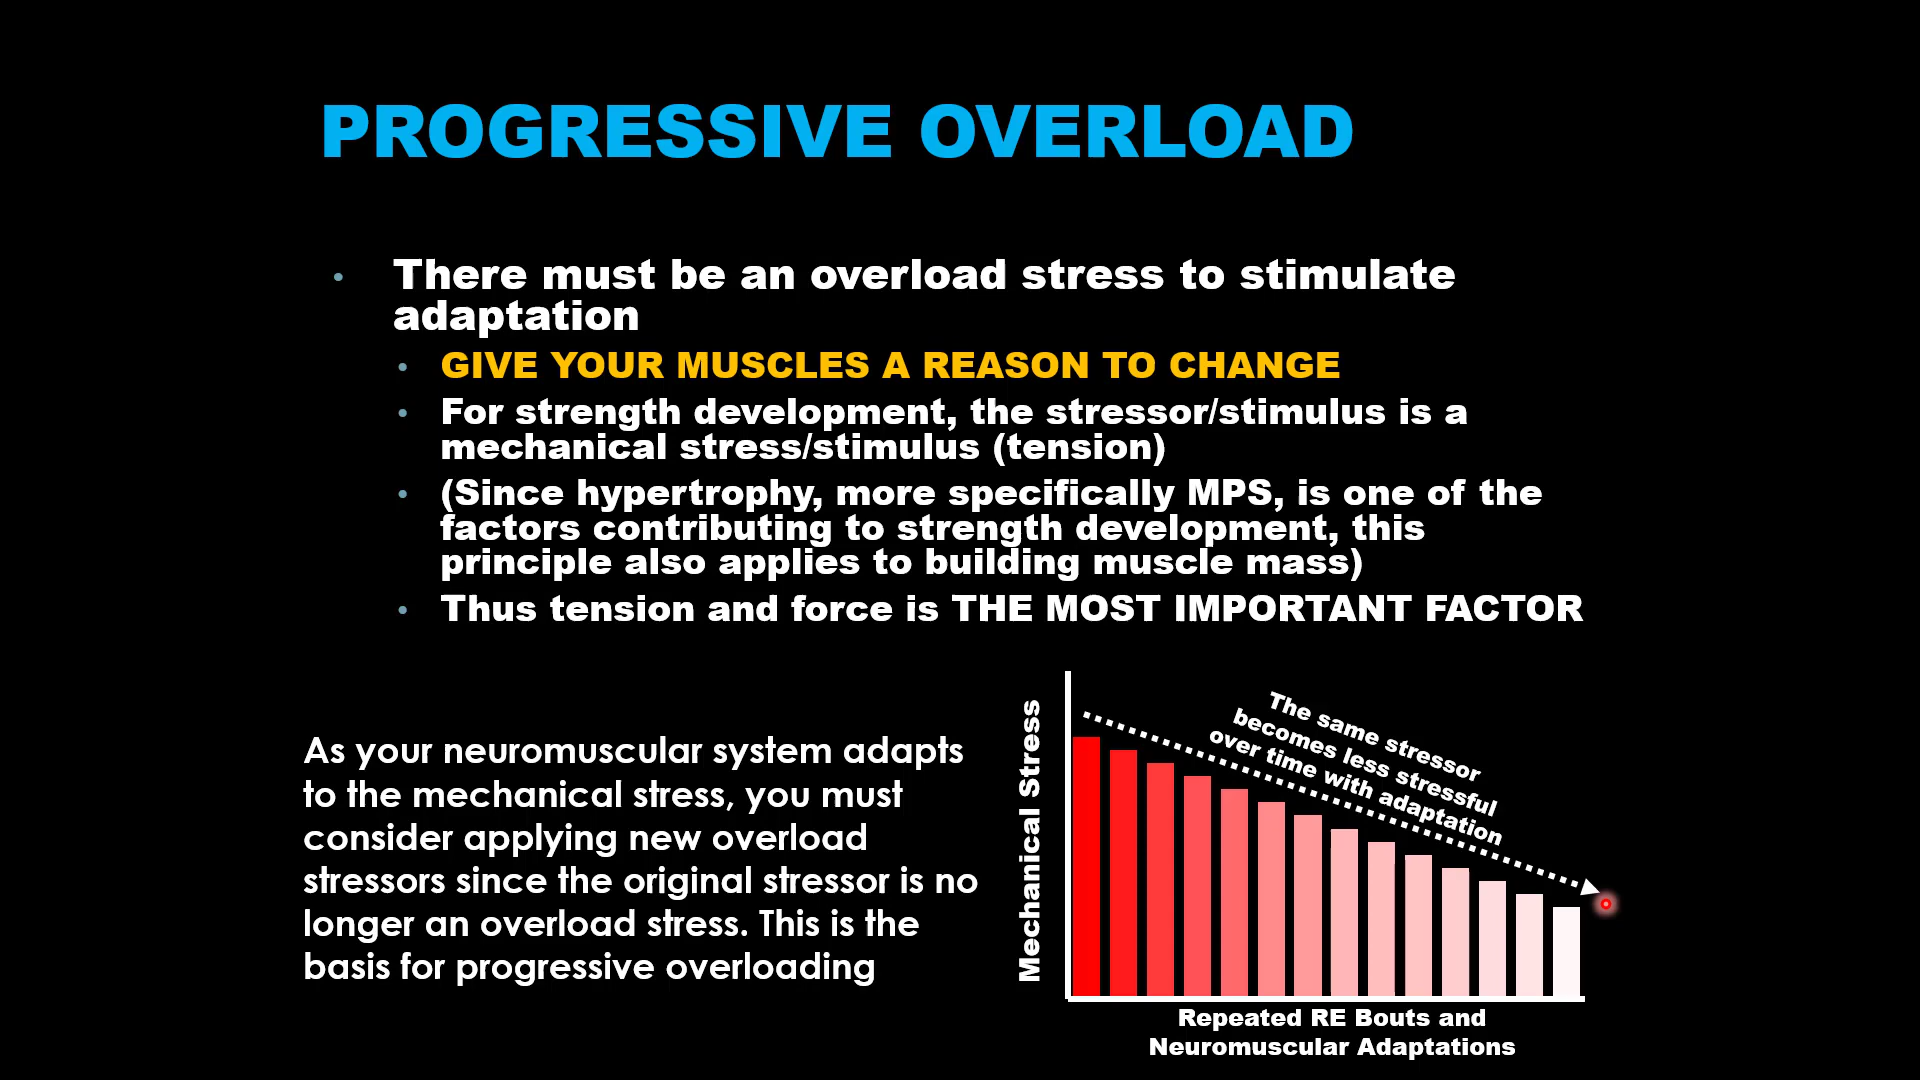 PROGRESSIVE OVERLOAD
• There must be an overload stress to stimulate
adaptation
• GIVE YOUR MUSCLES A REASON TO CHANGE
• For strength development, the stressor/stimulus is a
mechanical stress/stimulus (tension)
• (Since hypertrophy, more specifically MPS, is one of the
factors contributing to strength development, this
principle also applies to building muscle mass)
• Thus tension and force is THE MOST IMPORTANT FACTOR
As your neuromuscular system adapts
to the mechanical stress, you must
consider applying new overload
stressors since the original stressor is no
longer an overload stress. This is the
basis for progressive overloading
Mechanical Stress
The same stressor
becomes less stressful
over time with adaptation
Repeated RE Bouts and
Neuromuscular Adaptations